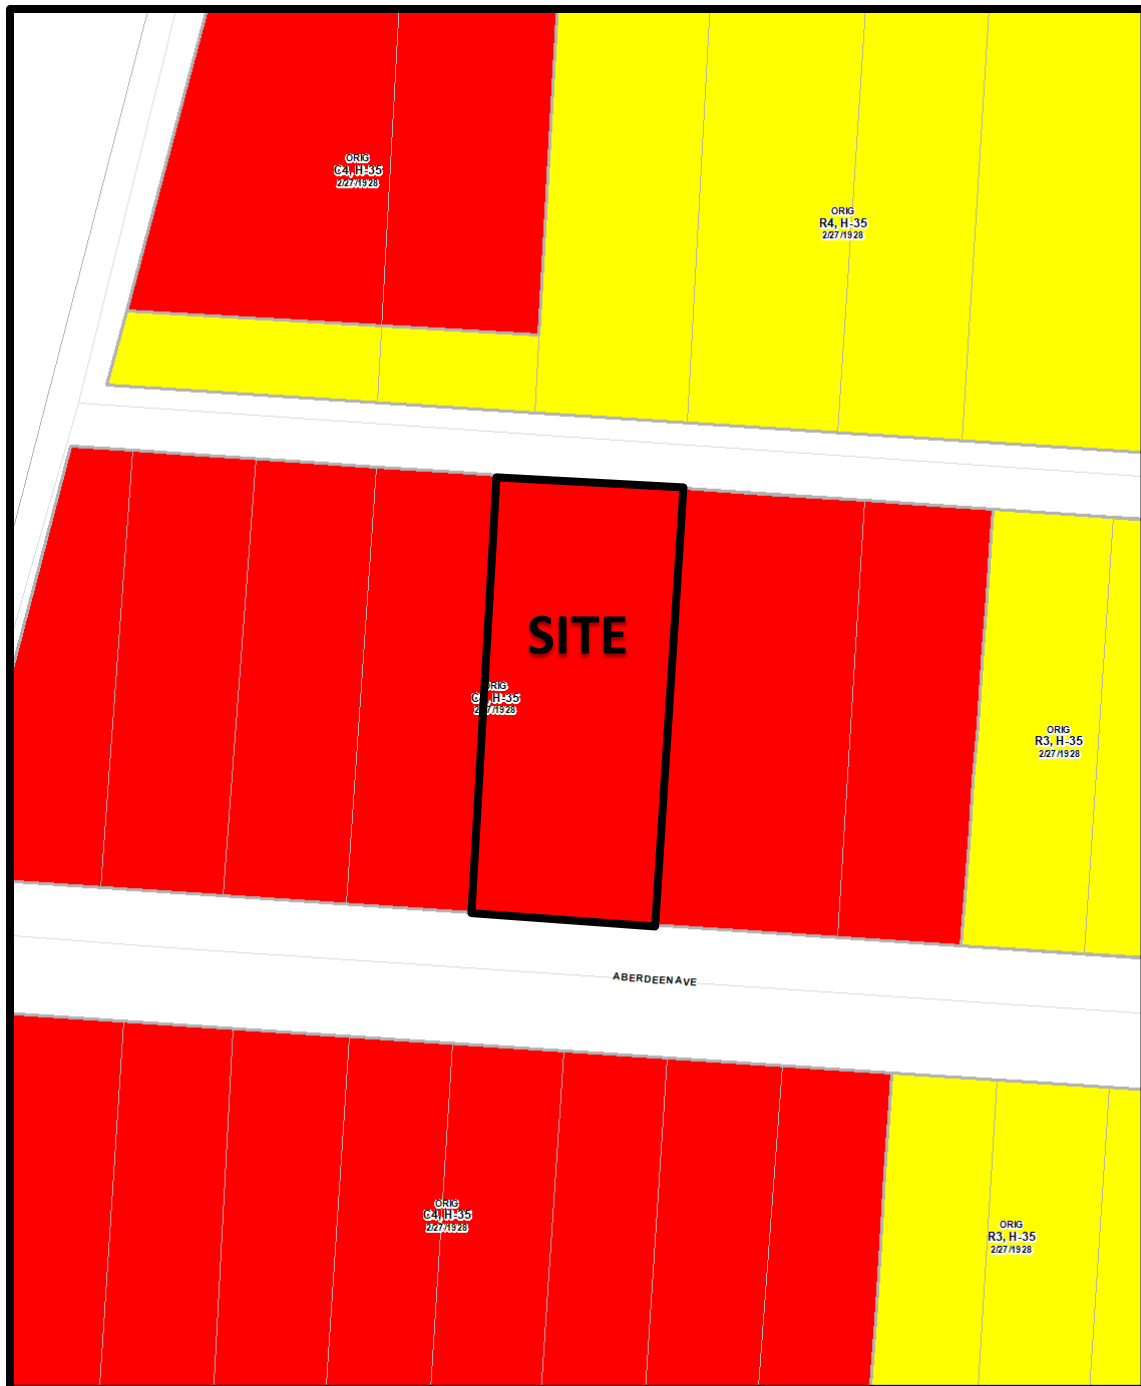 ORIG
C4, H-35
2/27/1928
ORIG
R4, H-35
2/27/1928
SITE
H-35
ORIG
R3, H-35
2/27/1928
ABERDEEN AVE
ORIG
C4, H-35
2/27/1928
ORIG
R3, H-35
2/27/1928